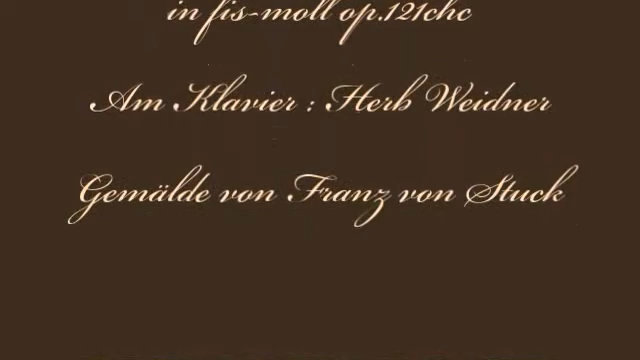 in fis-moll op.121chc
Am Klavier : Herb Weidner
Gemälde von Franz von Stuck